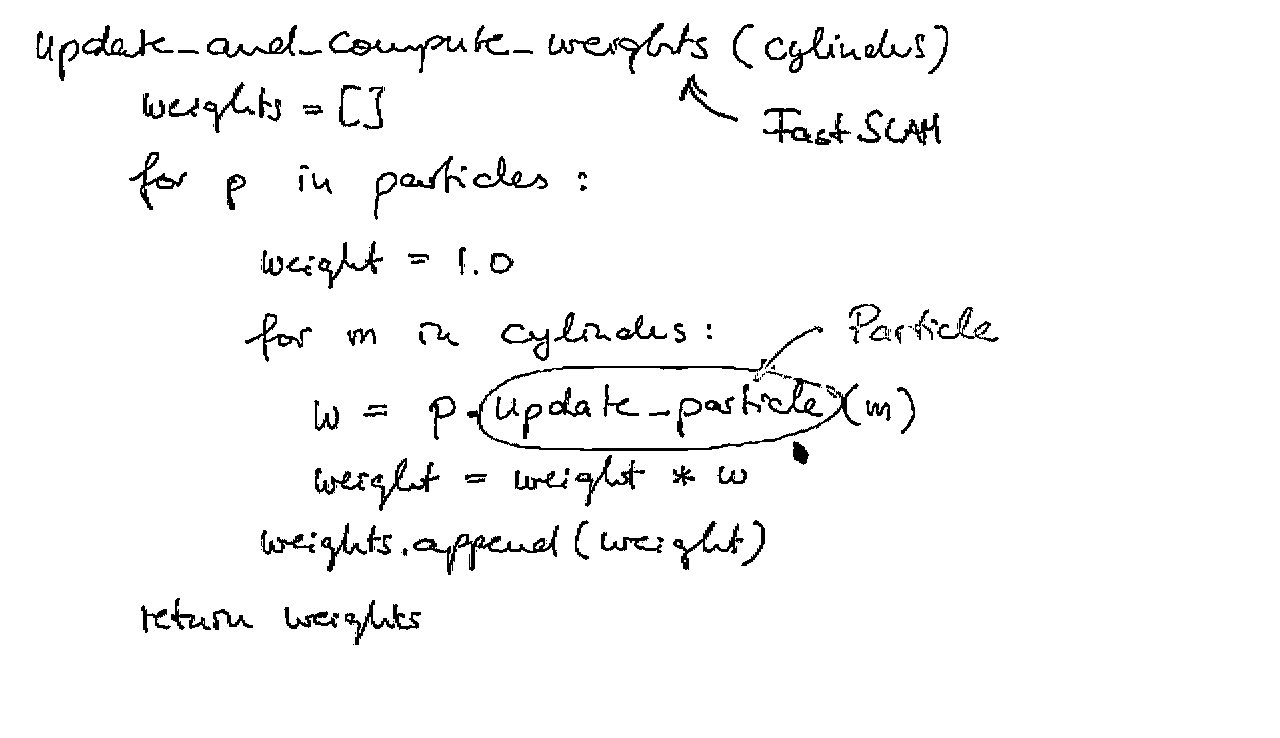 update_and_compute_weights (cylinders)
weights = []
FastSLAM
for p in particles :
weight = 1.0
for m in cylinders :
Particle
w = p.update_particle(m)
weight = weight * w
weights.append(weight)
return weights